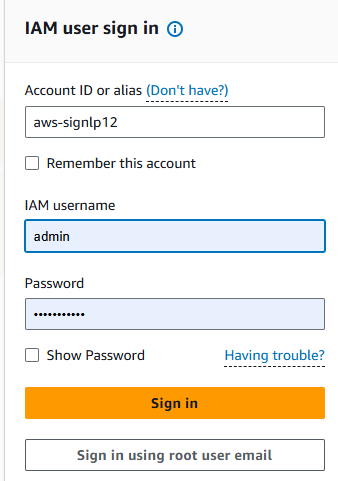 IAM user sign in
Account ID or alias (Don't have?)
aws-signlp12
Remember this account
IAM username
admin
Password
•••••••••••
Show Password Having trouble?
Sign in
Sign in using root user email